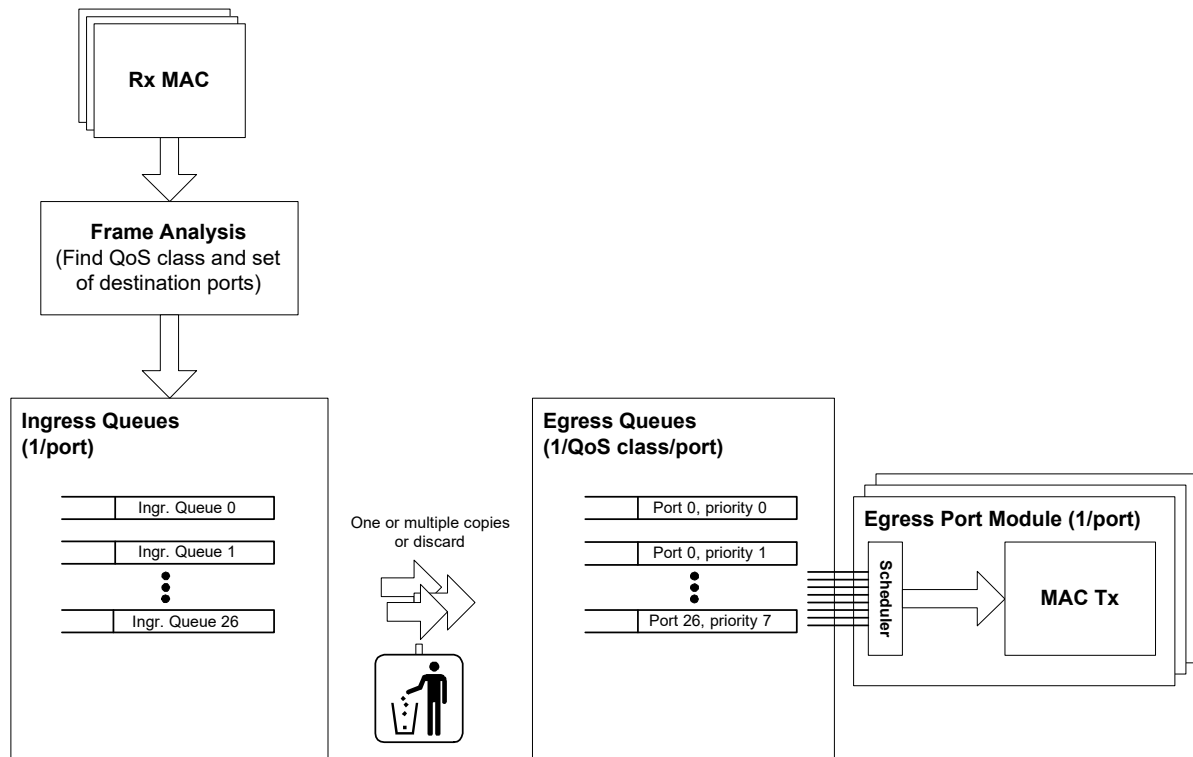 Rx MAC
Frame Analysis
(Find QoS class and set
of destination ports)
Ingress Queues
(1/port)
Ingr. Queue 0
Ingr. Queue 1
Ingr. Queue 26
One or multiple copies
or discard
Egress Queues
(1/QoS class/port)
Port 0, priority 0
Port 0, priority 1
Port 26, priority 7
Egress Port Module (1/port)
Scheduler
MAC Tx